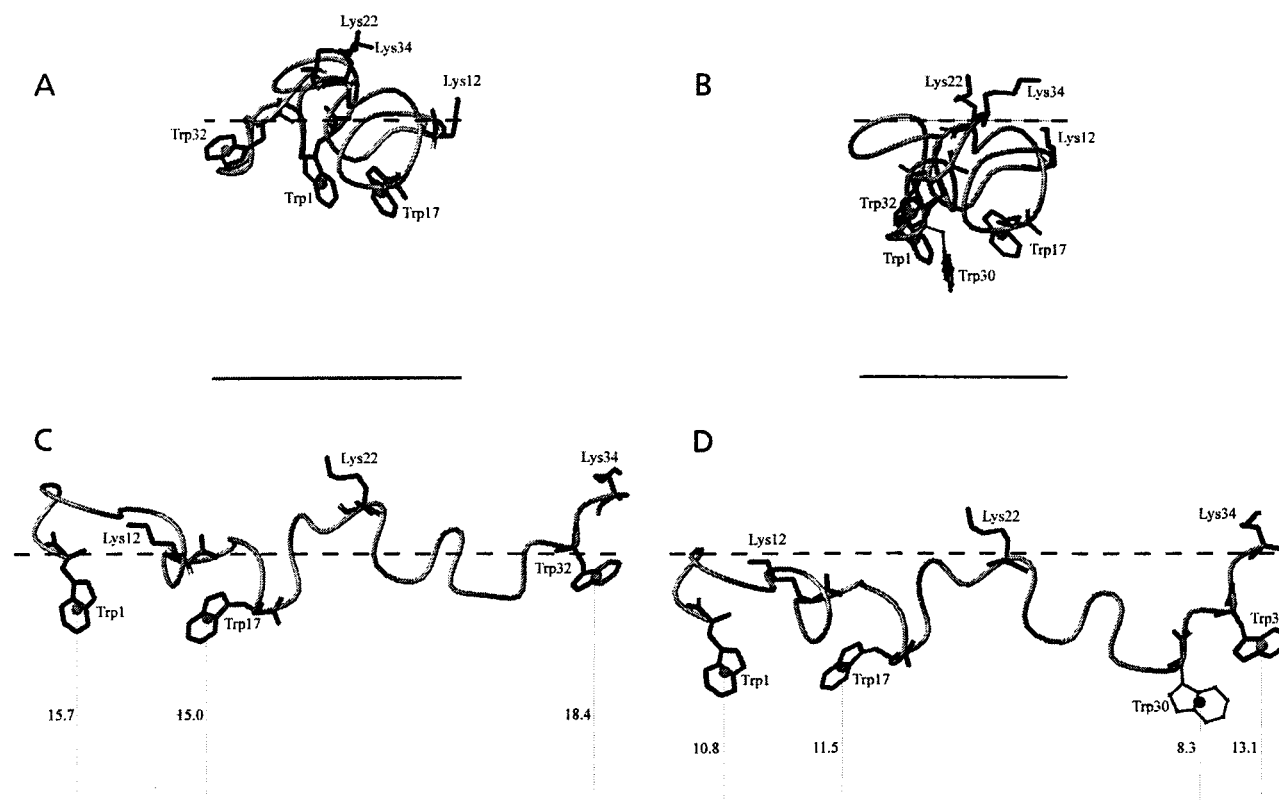 A
Lys22
Lys34
Lys12
Trp32
Trp1
Trp17
B
Lys22
Lys34
Lys12
Trp32
Trp1
Trp17
Trp30
C
Lys22
Lys34
Lys12
Trp32
Trp1
Trp17
15.7
15.0
18.4
D
Lys22
Lys34
Lys12
Trp3
Trp1
Trp17
Trp30
10.8
11.5
8.3
13.1